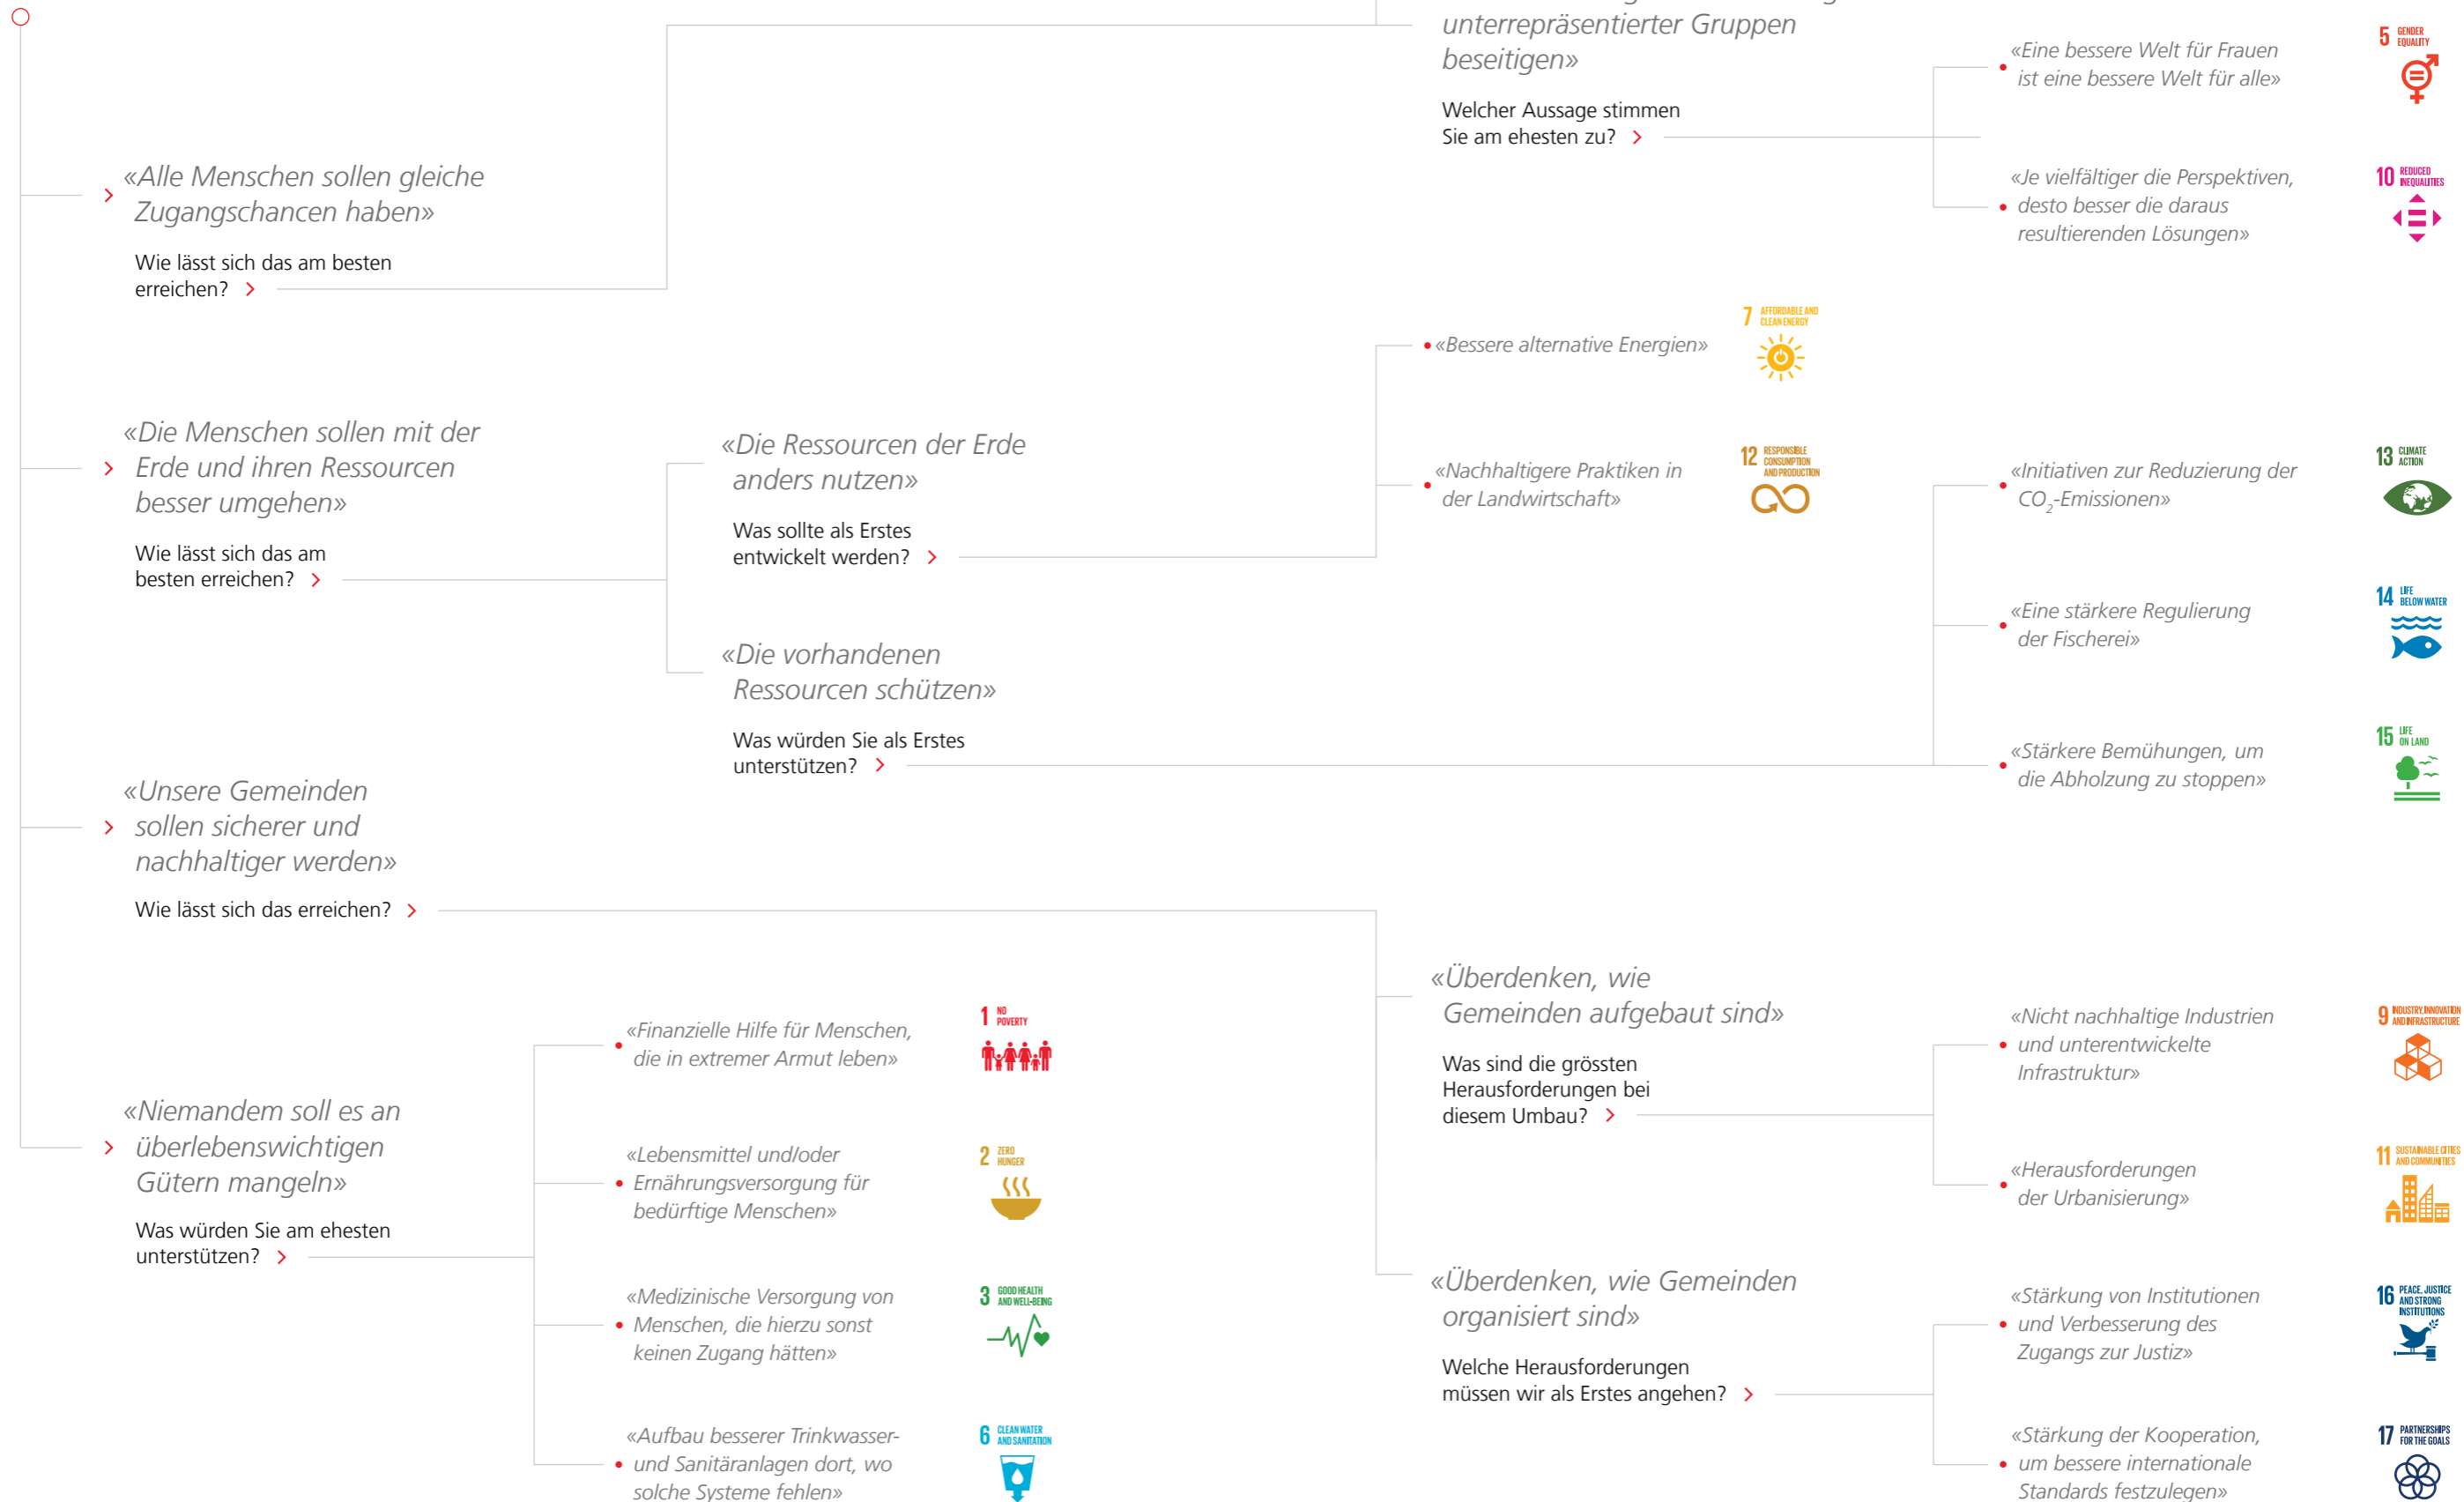 unterrepräsentierter Gruppen
beseitigen»
Welcher Aussage stimmen
Sie am ehesten zu?
«Eine bessere Welt für Frauen
ist eine bessere Welt für alle»
5 GENDER
EQUALITY
«Je vielfältiger die Perspektiven,
desto besser die daraus
resultierenden Lösungen»
10 REDUCED
INEQUALITIES
«Alle Menschen sollen gleiche
Zugangschancen haben»
Wie lässt sich das am besten
erreichen?
«Die Menschen sollen mit der
Erde und ihren Ressourcen
besser umgehen»
Wie lässt sich das am
besten erreichen?
«Die Ressourcen der Erde
anders nutzen»
Was sollte als Erstes
entwickelt werden?
«Bessere alternative Energien»
7 AFFORDABLE AND
CLEAN ENERGY
«Nachhaltigere Praktiken in
der Landwirtschaft»
12 RESPONSIBLE
CONSUMPTION
AND PRODUCTION
«Die vorhandenen
Ressourcen schützen»
Was würden Sie als Erstes
unterstützen?
«Initiativen zur Reduzierung der
CO₂-Emissionen»
13 CLIMATE
ACTION
«Eine stärkere Regulierung
der Fischerei»
14 LIFE
BELOW WATER
«Stärkere Bemühungen, um
die Abholzung zu stoppen»
15 LIFE
ON LAND
«Unsere Gemeinden
sollen sicherer und
nachhaltiger werden»
Wie lässt sich das erreichen?
«Überdenken, wie
Gemeinden aufgebaut sind»
Was sind die grössten
Herausforderungen bei
diesem Umbau?
«Nicht nachhaltige Industrien
und unterentwickelte
Infrastruktur»
9 INDUSTRY, INNOVATION
AND INFRASTRUCTURE
«Herausforderungen
der Urbanisierung»
11 SUSTAINABLE CITIES
AND COMMUNITIES
«Überdenken, wie Gemeinden
organisiert sind»
Welche Herausforderungen
müssen wir als Erstes angehen?
«Stärkung von Institutionen
und Verbesserung des
Zugangs zur Justiz»
16 PEACE, JUSTICE
AND STRONG
INSTITUTIONS
«Stärkung der Kooperation,
um bessere internationale
Standards festzulegen»
17 PARTNERSHIPS
FOR THE GOALS
«Niemandem soll es an
überlebenswichtigen
Gütern mangeln»
Was würden Sie am ehesten
unterstützen?
«Finanzielle Hilfe für Menschen,
die in extremer Armut leben»
1 NO
POVERTY
«Lebensmittel und/oder
Ernährungsversorgung für
bedürftige Menschen»
2 ZERO
HUNGER
«Medizinische Versorgung von
Menschen, die hierzu sonst
keinen Zugang hätten»
3 GOOD HEALTH
AND WELL-BEING
«Aufbau besserer Trinkwasser-
und Sanitäranlagen dort, wo
solche Systeme fehlen»
6 CLEAN WATER
AND SANITATION